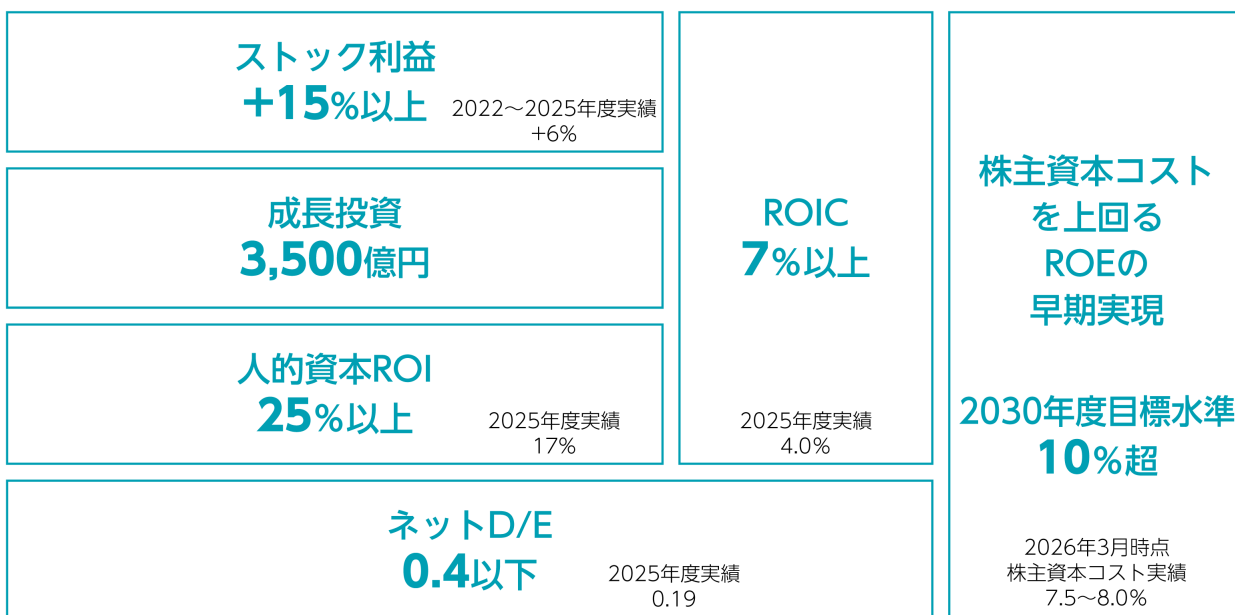 ストック利益
+15%以上
2022～2025年度実績
+6%
成長投資
3,500億円
人的資本ROI
25%以上
2025年度実績
17%
ROIC
7%以上
2025年度実績
4.0%
ネットD/E
0.4以下
2025年度実績
0.19
株主資本コスト
を上回る
ROEの
早期実現
2030年度目標水準
10%超
2026年3月時点
株主資本コスト実績
7.5～8.0%